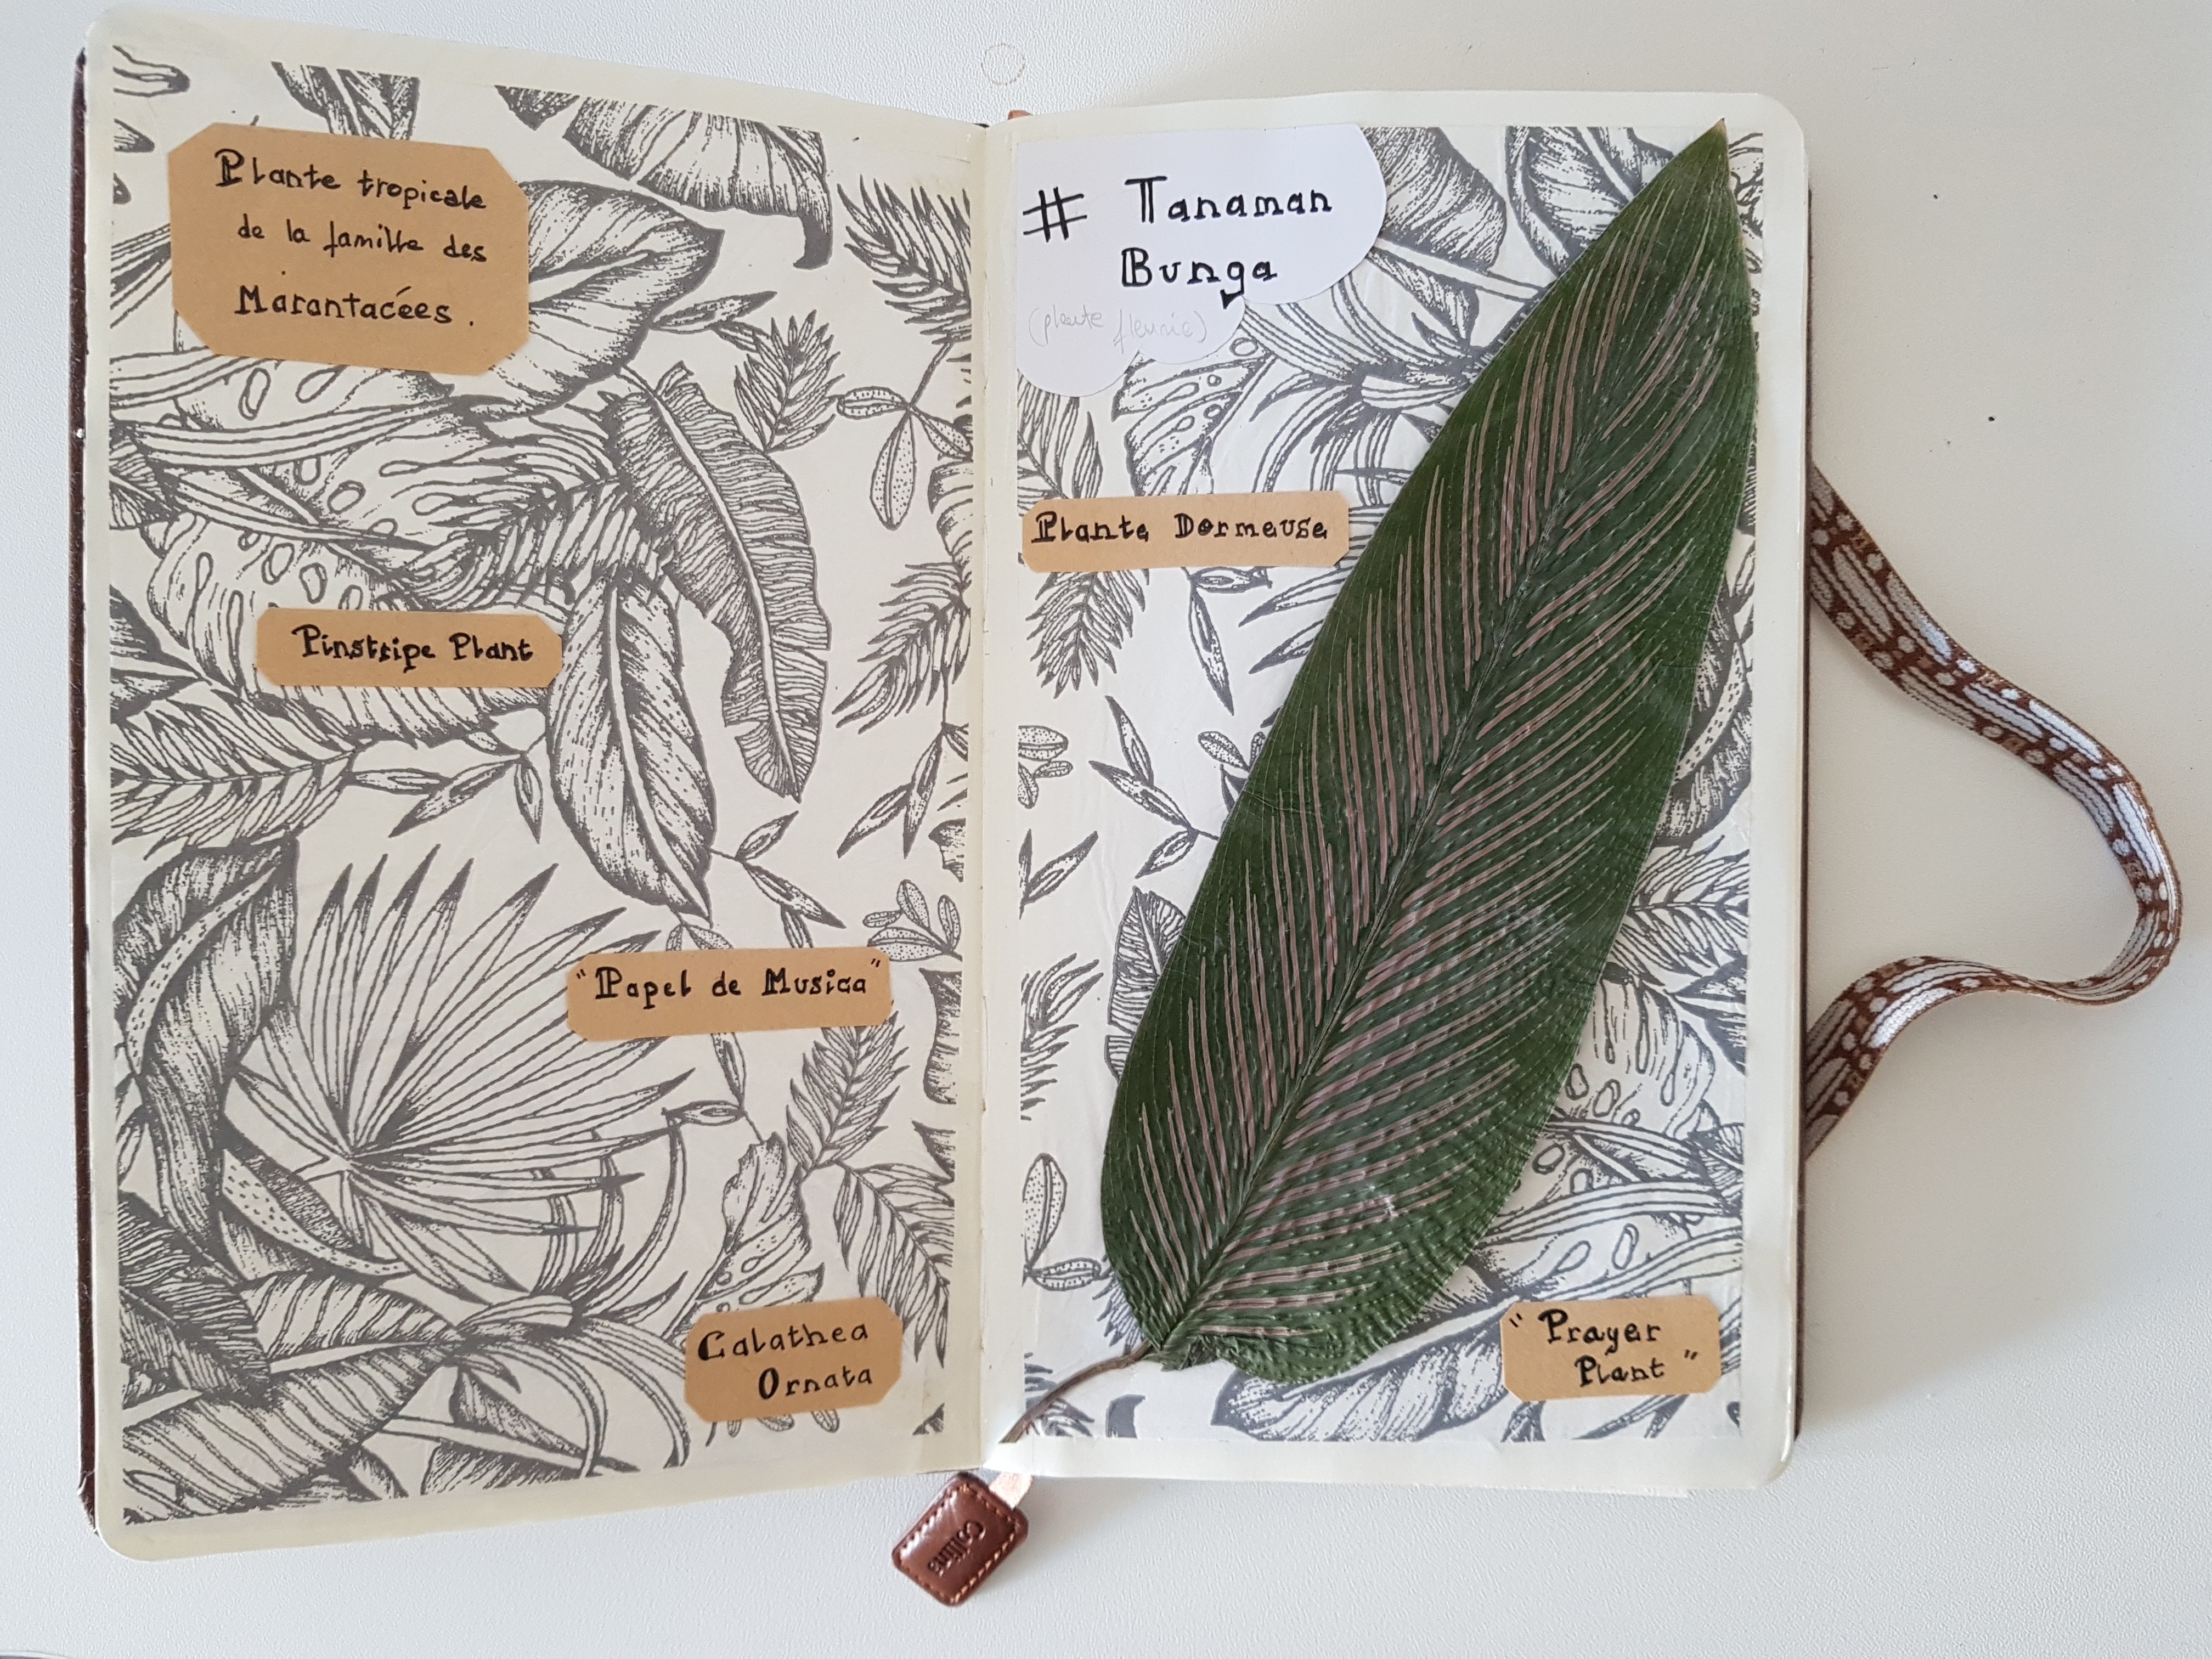 Plante tropicale
de la famille des
Marantacées.
Pinstripe Plant
"Papel de Musica"
Calathea
Ornata
# Tanaman
Bunga
(plante fleurie)
Plante Dormeuse
"Prayer
Plant"
Collins